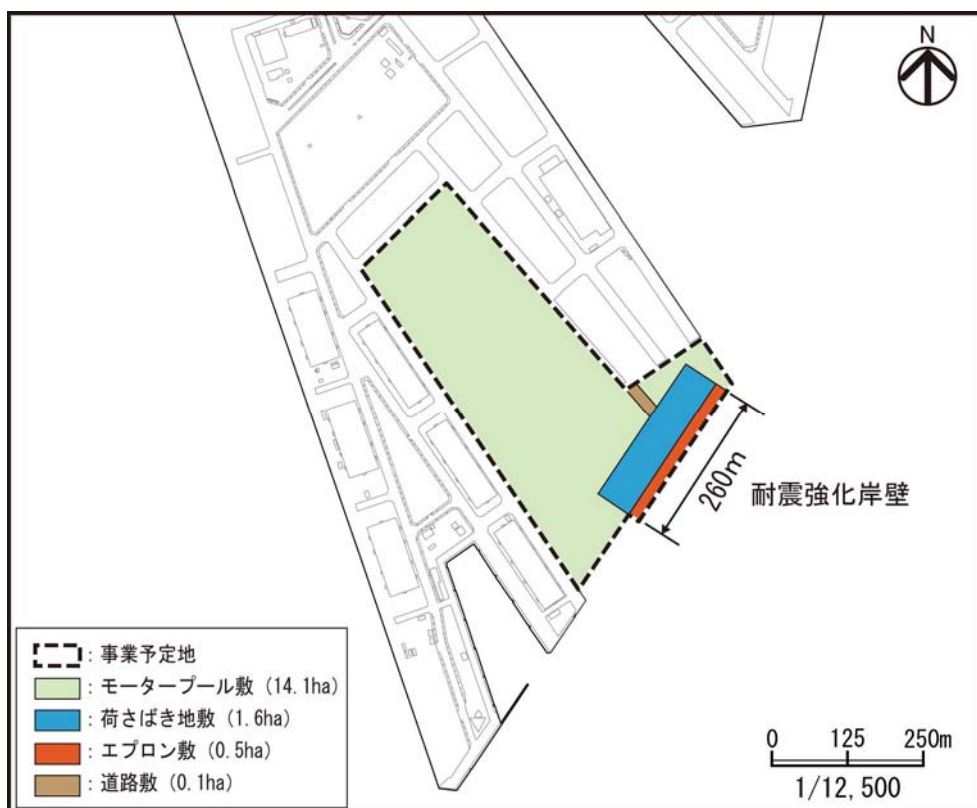 N
260m
耐震強化岸壁
:事業予定地
:モータープール敷(14.1ha)
:荷さばき地敷(1.6ha)
:エプロン敷(0.5ha)
:道路敷(0.1ha)
0 125 250m
1/12,500